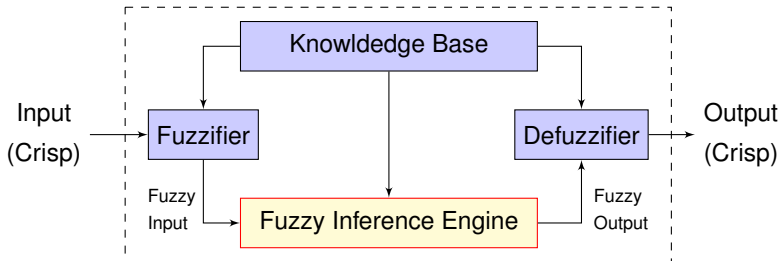 Knowldedge Base
Input
(Crisp)
Fuzzifier
Defuzzifier
Output
(Crisp)
Fuzzy
Input
Fuzzy Inference Engine
Fuzzy
Output